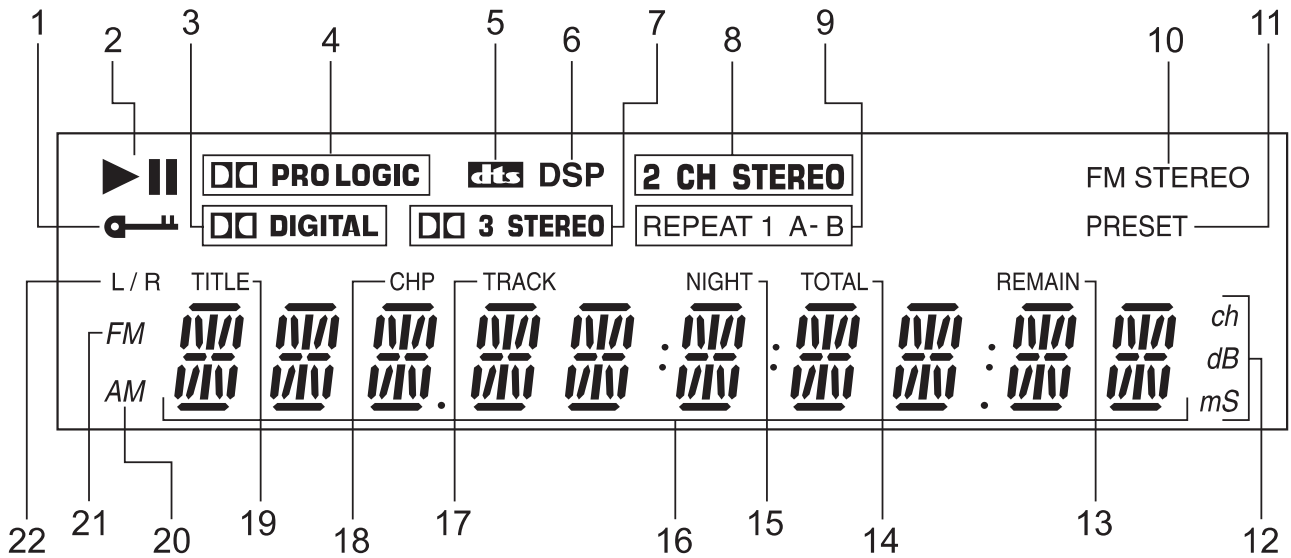 1 2 3 4 5 6 7 8 9 10 11
PRO LOGIC dts DSP 2 CH STEREO FM STEREO
DIGITAL 3 STEREO REPEAT 1 A- B PRESET
L / R TITLE CHP TRACK NIGHT TOTAL REMAIN
FM ch
dB
AM mS
22 21 20 19 18 17 16 15 14 13 12